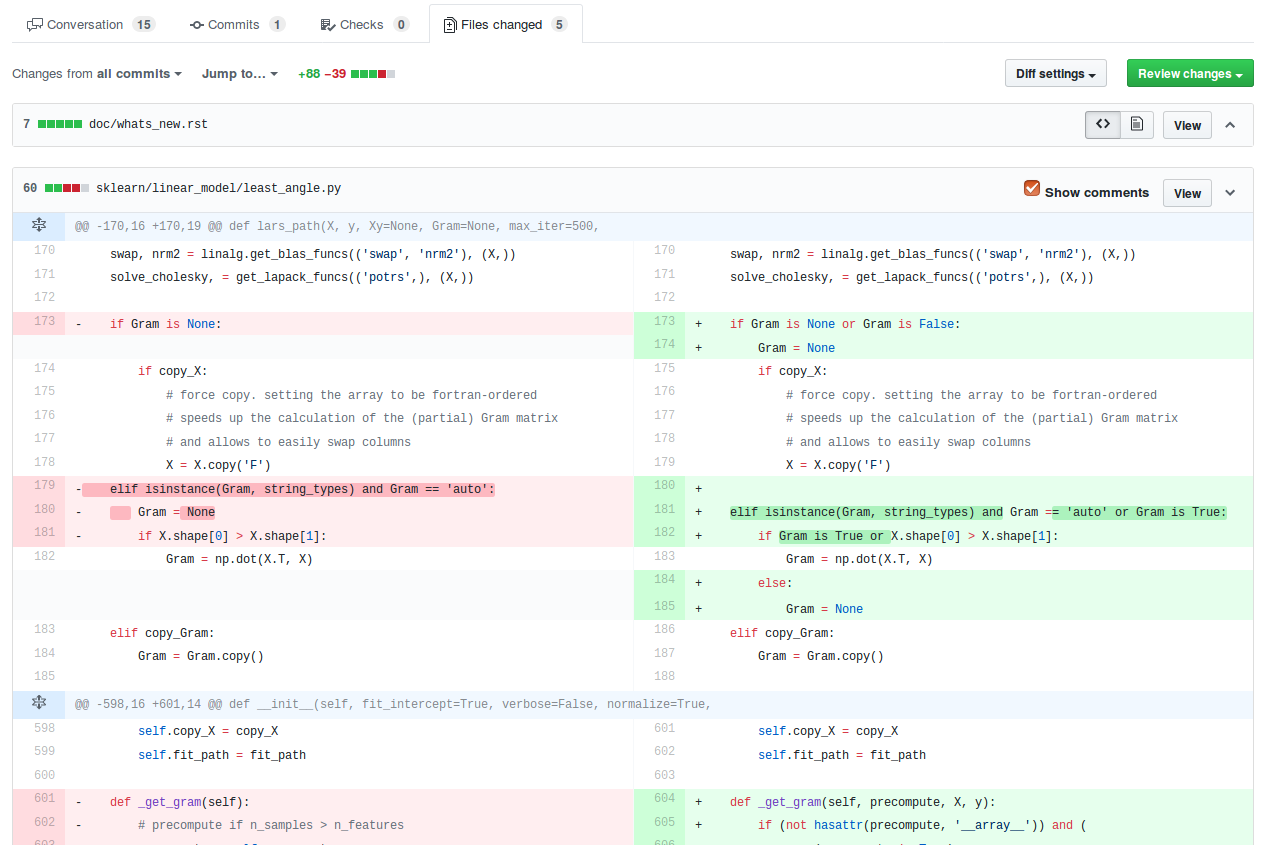 Conversation 15 Commits 1 Checks 0 Files changed 5
Changes from all commits Jump to… +88 −39 Diff settings Review changes
7 doc/whats_new.rst <> View
60 sklearn/linear_model/least_angle.py Show comments View
@@ -170,16 +170,19 @@ def lars_path(X, y, Xy=None, Gram=None, max_iter=500,
170 swap, nrm2 = linalg.get_blas_funcs(('swap', 'nrm2'), (X,)) 170 swap, nrm2 = linalg.get_blas_funcs(('swap', 'nrm2'), (X,))
171 solve_cholesky, = get_lapack_funcs(('potrs',), (X,)) 171 solve_cholesky, = get_lapack_funcs(('potrs',), (X,))
172 172
173 - if Gram is None: 173 + if Gram is None or Gram is False:
174 + Gram = None
174 if copy_X: 175 if copy_X:
175 # force copy. setting the array to be fortran-ordered 176 # force copy. setting the array to be fortran-ordered
176 # speeds up the calculation of the (partial) Gram matrix 177 # speeds up the calculation of the (partial) Gram matrix
177 # and allows to easily swap columns 178 # and allows to easily swap columns
178 X = X.copy('F') 179 X = X.copy('F')
179 - elif isinstance(Gram, string_types) and Gram == 'auto': 180 +
180 - Gram = None 181 + elif isinstance(Gram, string_types) and Gram == 'auto' or Gram is True:
181 - if X.shape[0] > X.shape[1]: 182 + if Gram is True or X.shape[0] > X.shape[1]:
182 Gram = np.dot(X.T, X) 183 Gram = np.dot(X.T, X)
184 + else:
185 + Gram = None
183 elif copy_Gram: 186 elif copy_Gram:
184 Gram = Gram.copy() 187 Gram = Gram.copy()
185 188
@@ -598,16 +601,14 @@ def __init__(self, fit_intercept=True, verbose=False, normalize=True,
598 self.copy_X = copy_X 601 self.copy_X = copy_X
599 self.fit_path = fit_path 602 self.fit_path = fit_path
600 603
601 - def _get_gram(self): 604 + def _get_gram(self, precompute, X, y):
602 - # precompute if n_samples > n_features 605 + if (not hasattr(precompute, '__array__')) and (